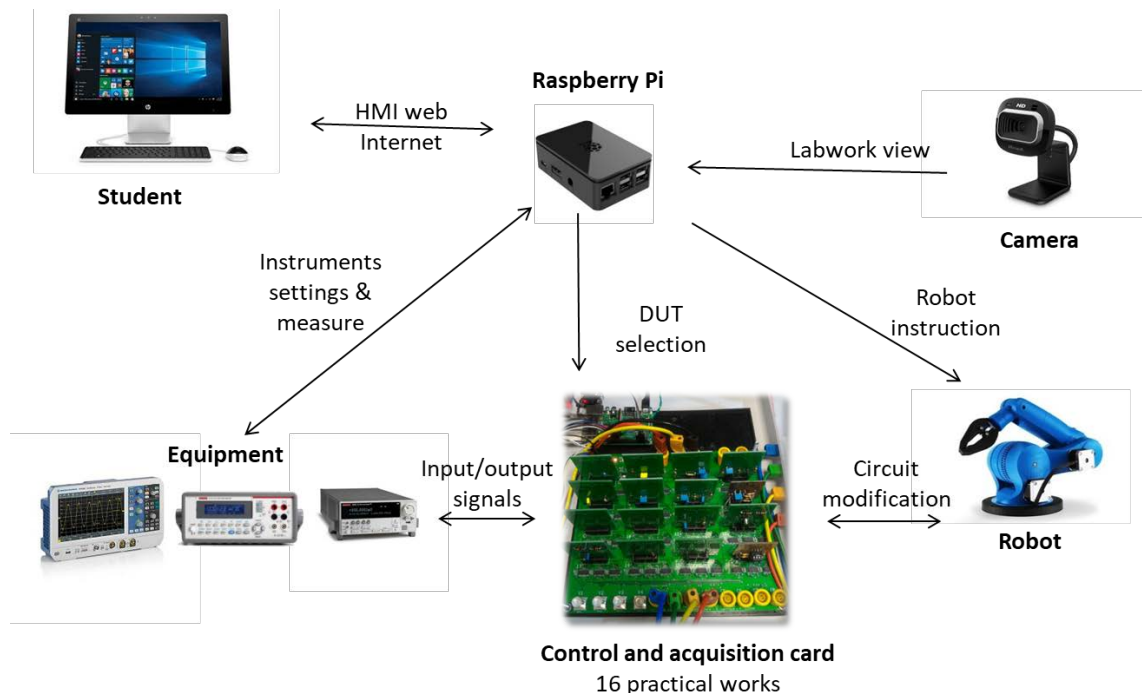 Raspberry Pi
HMI web
Internet
Labwork view
Student
Camera
Instruments
settings &
measure
DUT
selection
Robot
instruction
Equipment
Input/output
signals
Circuit
modification
Robot
Control and acquisition card
16 practical works